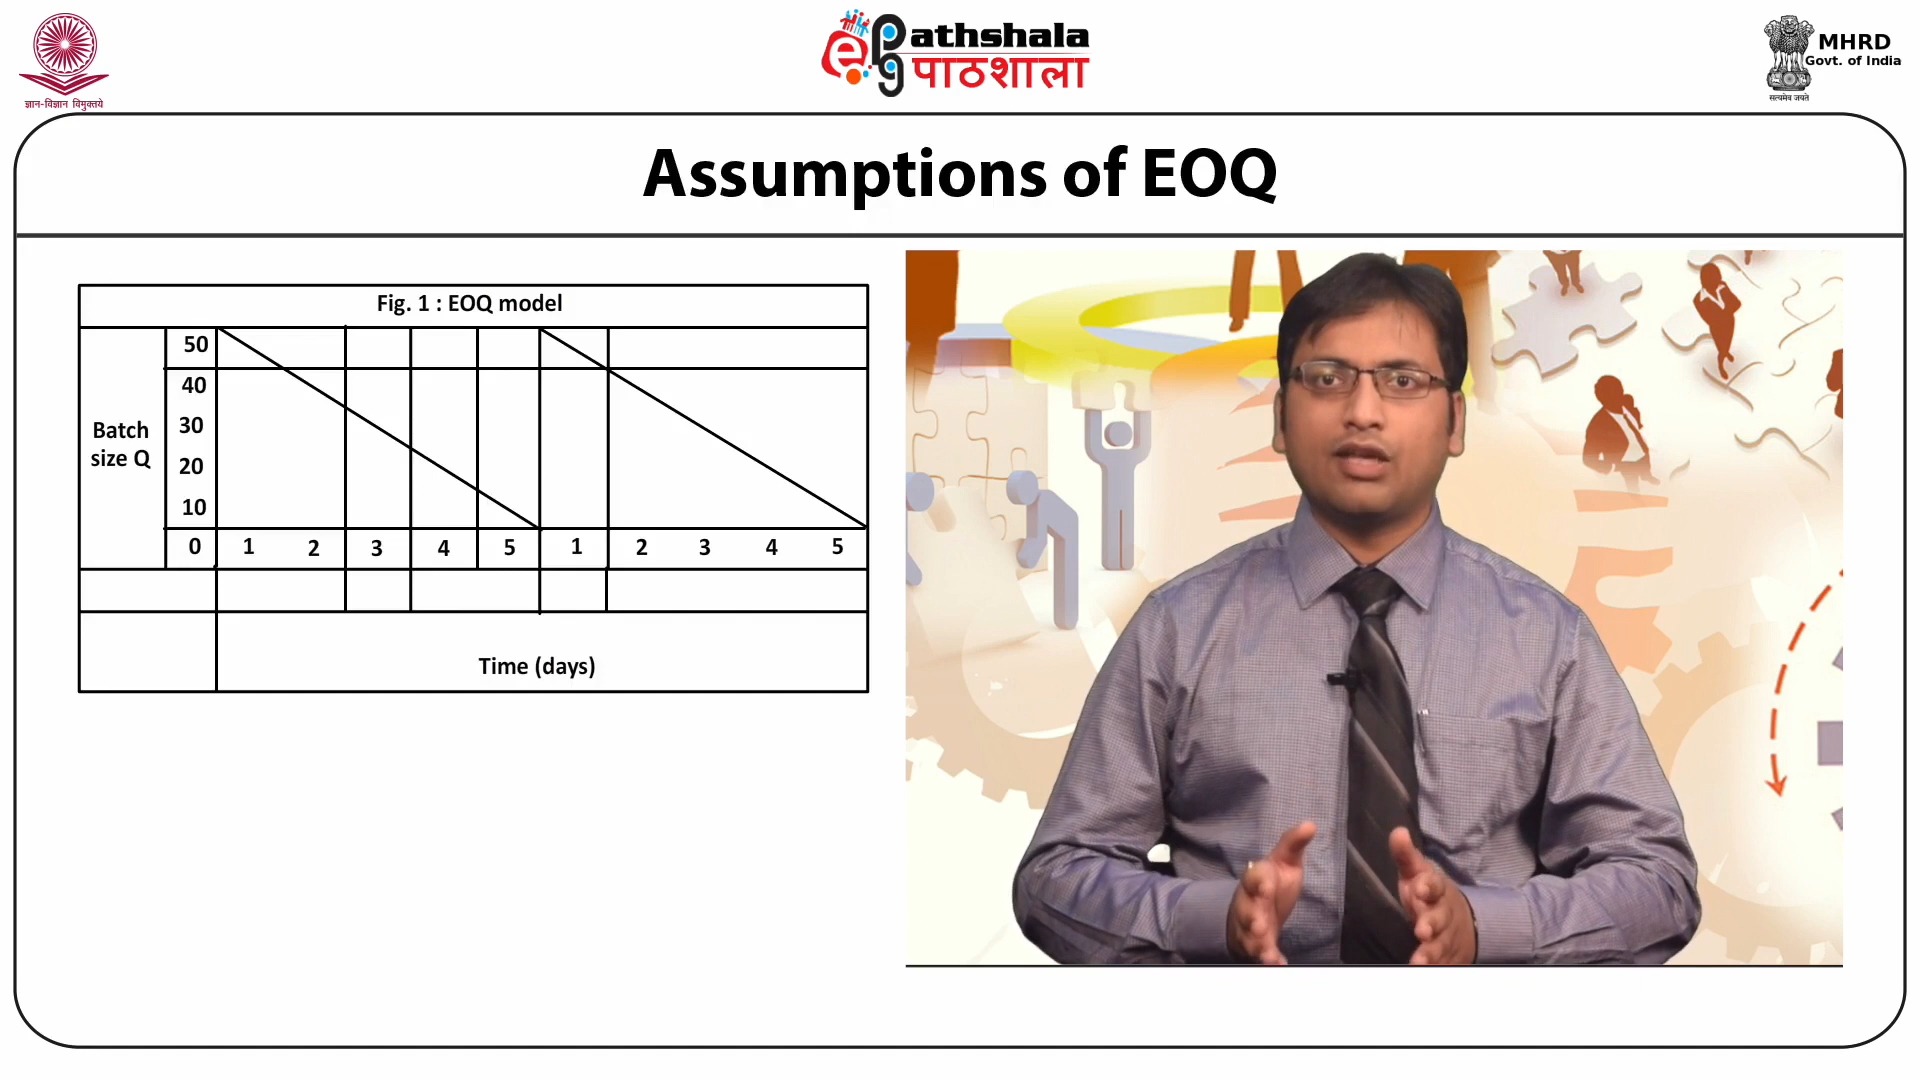 ज्ञान-विज्ञान विमुक्तये
ePathshala
पाठशाला
सत्यमेव जयते
MHRD
Govt. of India
Assumptions of EOQ
Fig. 1 : EOQ model
Batch
size Q
50
40
30
20
10
0 1 2 3 4 5 1 2 3 4 5
Time (days)